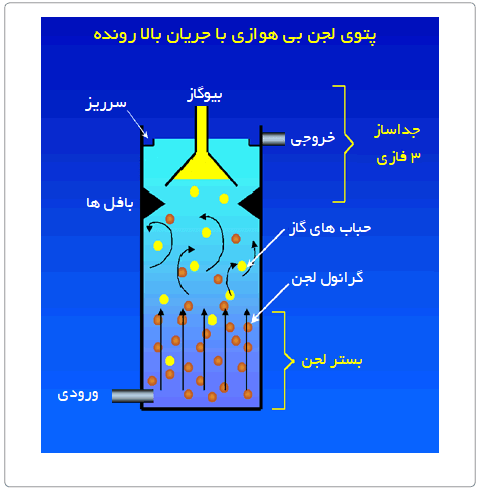 پتوی لجن بی هوازی با جریان بالا رونده
بیوگاز
سرریز
خروجی
جداساز
۳ فازی
بافل ها
حباب های گاز
گرانول لجن
بستر لجن
ورودی